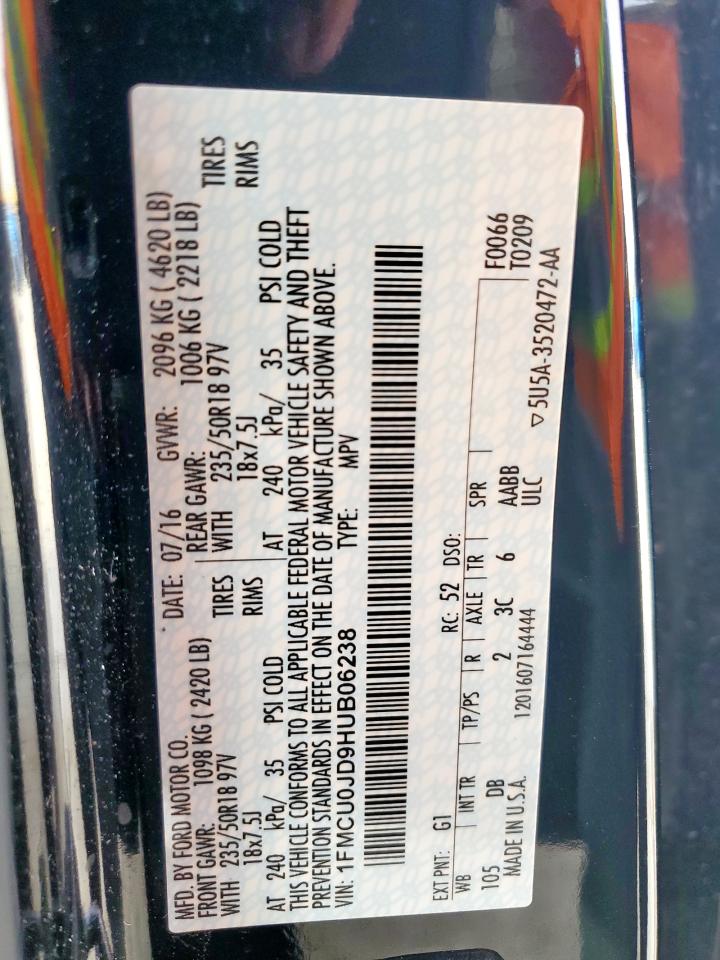 MFD. BY FORD MOTOR CO. DATE: 07/16 GVWR: 2096 KG ( 4620 LB)
FRONT GAWR: 1098 KG ( 2420 LB) REAR GAWR: 1006 KG ( 2218 LB)
WITH 235/50R18 97V TIRES WITH 235/50R18 97V TIRES
18x7.5J RIMS 18x7.5J RIMS
AT 240 kPa/ 35 PSI COLD AT 240 kPa/ 35 PSI COLD
THIS VEHICLE CONFORMS TO ALL APPLICABLE FEDERAL MOTOR VEHICLE SAFETY AND THEFT
PREVENTION STANDARDS IN EFFECT ON THE DATE OF MANUFACTURE SHOWN ABOVE.
VIN: 1FMCU0JD9HUB06238 TYPE: MPV
EXT PNT: G1 RC: 52 DSO:
WB INT TR TP/PS R AXLE TR SPR F0066
T0209
105 DB 2 3C 6 AABB
MADE IN U.S.A. 1201607164444 ULC ▽5U5A-3520472-AA